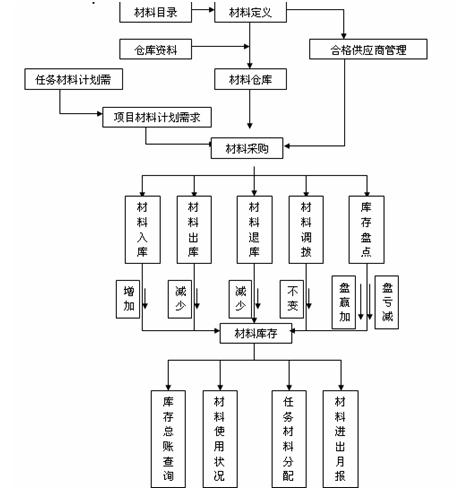 材料目录
材料定义
仓库资料
合格供应商管理
任务材料计划需
材料仓库
项目材料计划需求
材料采购
材料入库
材料出库
材料退库
材料调拨
库存盘点
增加
减少
减少
不变
盘赢加
盘亏减
材料库存
库存总账查询
材料使用状况
任务材料分配
材料进出月报